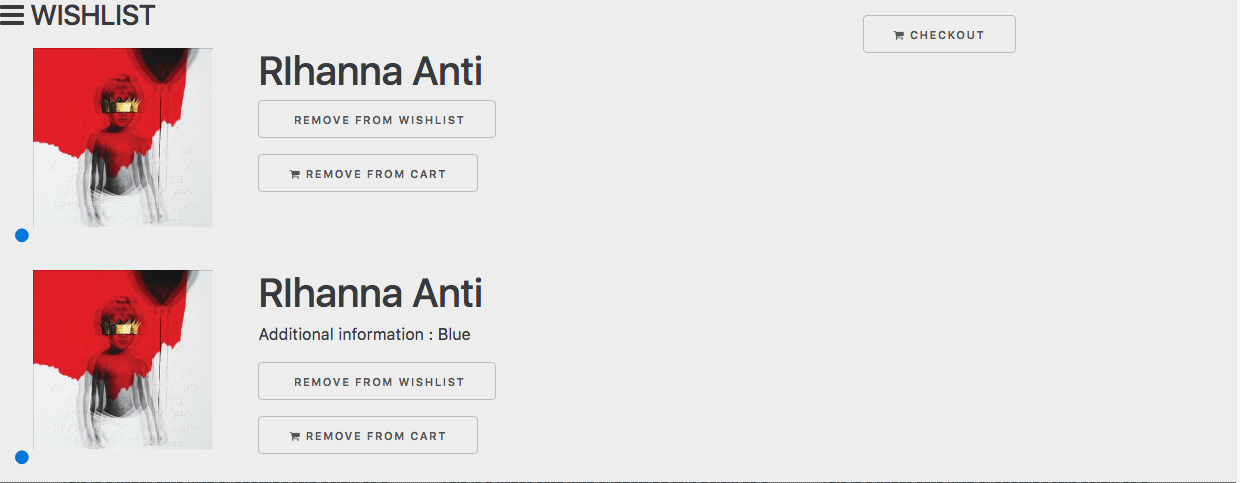 WISHLIST
CHECKOUT
RIhanna Anti
REMOVE FROM WISHLIST
REMOVE FROM CART
RIhanna Anti
Additional information : Blue
REMOVE FROM WISHLIST
REMOVE FROM CART